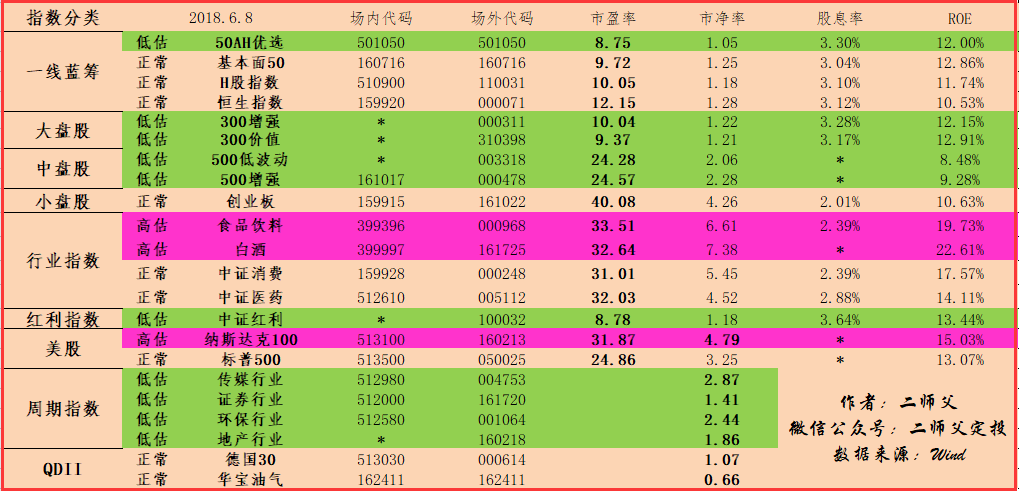 指数分类 2018.6.8 场内代码 场外代码 市盈率 市净率 股息率 ROE
一线蓝筹
低估 50AH优选 501050 501050 8.75 1.05 3.30% 12.00%
正常 基本面50 160716 160716 9.72 1.25 3.04% 12.86%
正常 H股指数 510900 110031 10.05 1.18 3.10% 11.74%
正常 恒生指数 159920 000071 12.15 1.28 3.12% 10.53%
大盘股
低估 300增强 * 000311 10.04 1.22 3.28% 12.15%
低估 300价值 * 310398 9.37 1.21 3.17% 12.91%
中盘股
低估 500低波动 * 003318 24.28 2.06 * 8.48%
低估 500增强 161017 000478 24.57 2.28 * 9.28%
小盘股 正常 创业板 159915 161022 40.08 4.26 2.01% 10.63%
行业指数
高估 食品饮料 399396 000968 33.51 6.61 2.39% 19.73%
高估 白酒 399997 161725 32.64 7.38 * 22.61%
正常 中证消费 159928 000248 31.01 5.45 2.39% 17.57%
正常 中证医药 512610 005112 32.03 4.52 2.88% 14.11%
红利指数 低估 中证红利 * 100032 8.78 1.18 3.64% 13.44%
美股
高估 纳斯达克100 513100 160213 31.87 4.79 * 15.03%
正常 标普500 513500 050025 24.86 3.25 * 13.07%
周期指数
低估 传媒行业 512980 004753 2.87
低估 证券行业 512000 161720 1.41
低估 环保行业 512580 001064 2.44
低估 地产行业 * 160218 1.86
QDII
正常 德国30 513030 000614 1.07
正常 华宝油气 162411 162411 0.66
作者：二师父
微信公众号：二师父定投
数据来源：Wind